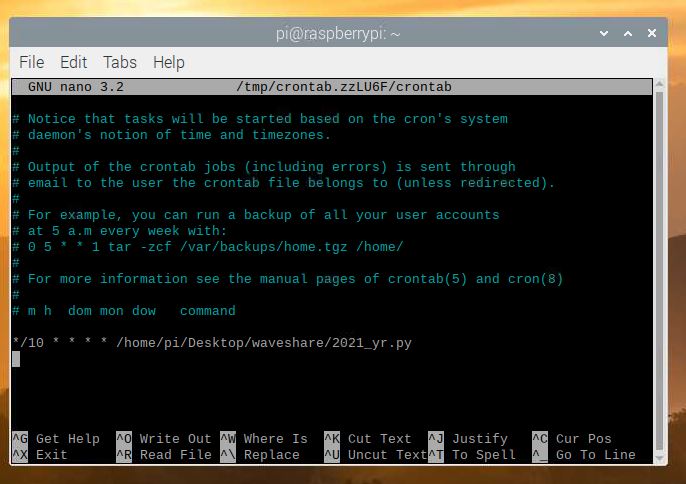 pi@raspberrypi: ~
File Edit Tabs Help
GNU nano 3.2 /tmp/crontab.zzLU6F/crontab
# Notice that tasks will be started based on the cron's system
# daemon's notion of time and timezones.
#
# Output of the crontab jobs (including errors) is sent through
# email to the user the crontab file belongs to (unless redirected).
#
# For example, you can run a backup of all your user accounts
# at 5 a.m every week with:
# 0 5 * * 1 tar -zcf /var/backups/home.tgz /home/
#
# For more information see the manual pages of crontab(5) and cron(8)
#
# m h  dom mon dow   command
*/10 * * * * /home/pi/Desktop/waveshare/2021_yr.py
^G Get Help ^O Write Out ^W Where Is ^K Cut Text ^J Justify ^C Cur Pos
^X Exit ^R Read File ^\ Replace ^U Uncut Text ^T To Spell ^_ Go To Line